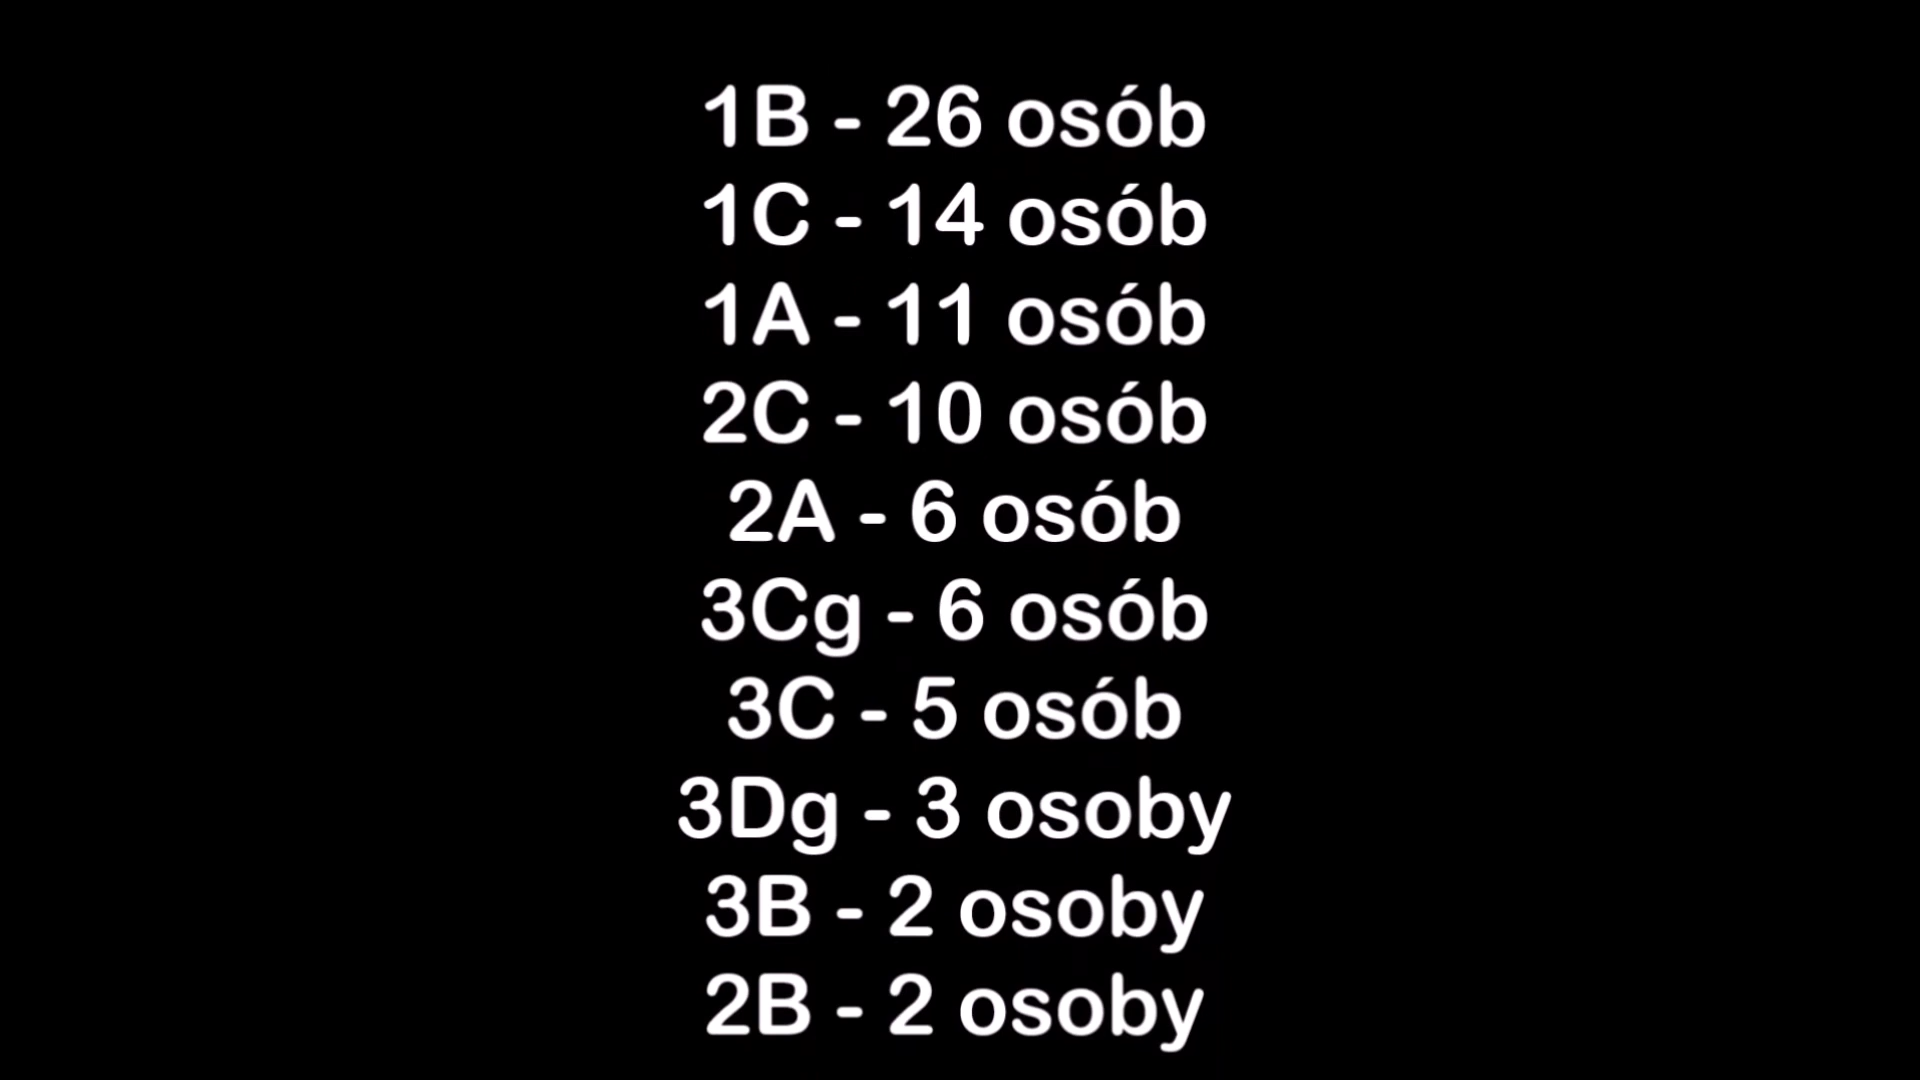 1B - 26 osób
1C - 14 osób
1A - 11 osób
2C - 10 osób
2A - 6 osób
3Cg - 6 osób
3C - 5 osób
3Dg - 3 osoby
3B - 2 osoby
2B - 2 osoby